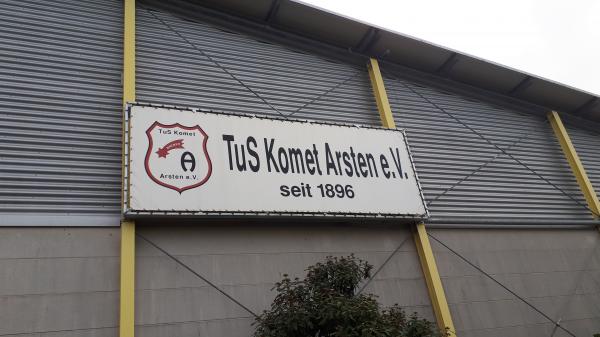 TuS Komet
A
Arsten e.V.
TuS Komet Arsten e.V.
seit 1896